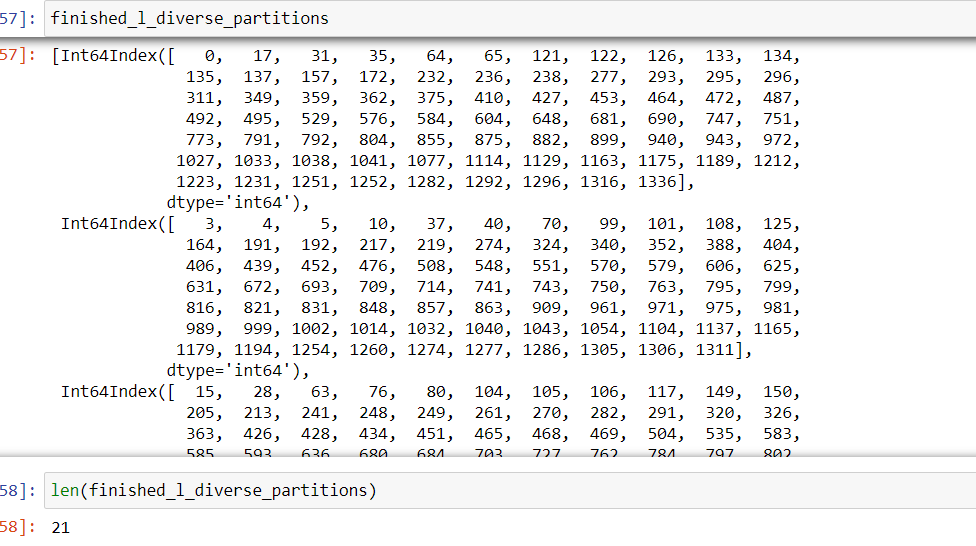 57]: finished_l_diverse_partitions
57]: [Int64Index([ 0, 17, 31, 35, 64, 65, 121, 122, 126, 133, 134,
135, 137, 157, 172, 232, 236, 238, 277, 293, 295, 296,
311, 349, 359, 362, 375, 410, 427, 453, 464, 472, 487,
492, 495, 529, 576, 584, 604, 648, 681, 690, 747, 751,
773, 791, 792, 804, 855, 875, 882, 899, 940, 943, 972,
1027, 1033, 1038, 1041, 1077, 1114, 1129, 1163, 1175, 1189, 1212,
1223, 1231, 1251, 1252, 1282, 1292, 1296, 1316, 1336],
dtype='int64'),
Int64Index([ 3, 4, 5, 10, 37, 40, 70, 99, 101, 108, 125,
164, 191, 192, 217, 219, 274, 324, 340, 352, 388, 404,
406, 439, 452, 476, 508, 548, 551, 570, 579, 606, 625,
631, 672, 693, 709, 714, 741, 743, 750, 763, 795, 799,
816, 821, 831, 848, 857, 863, 909, 961, 971, 975, 981,
989, 999, 1002, 1014, 1032, 1040, 1043, 1054, 1104, 1137, 1165,
1179, 1194, 1254, 1260, 1274, 1277, 1286, 1305, 1306, 1311],
dtype='int64'),
Int64Index([ 15, 28, 63, 76, 80, 104, 105, 106, 117, 149, 150,
205, 213, 241, 248, 249, 261, 270, 282, 291, 320, 326,
363, 426, 428, 434, 451, 465, 468, 469, 504, 535, 583,
585, 593, 636, 680, 684, 703, 727, 762, 784, 797, 802,
58]: len(finished_l_diverse_partitions)
58]: 21